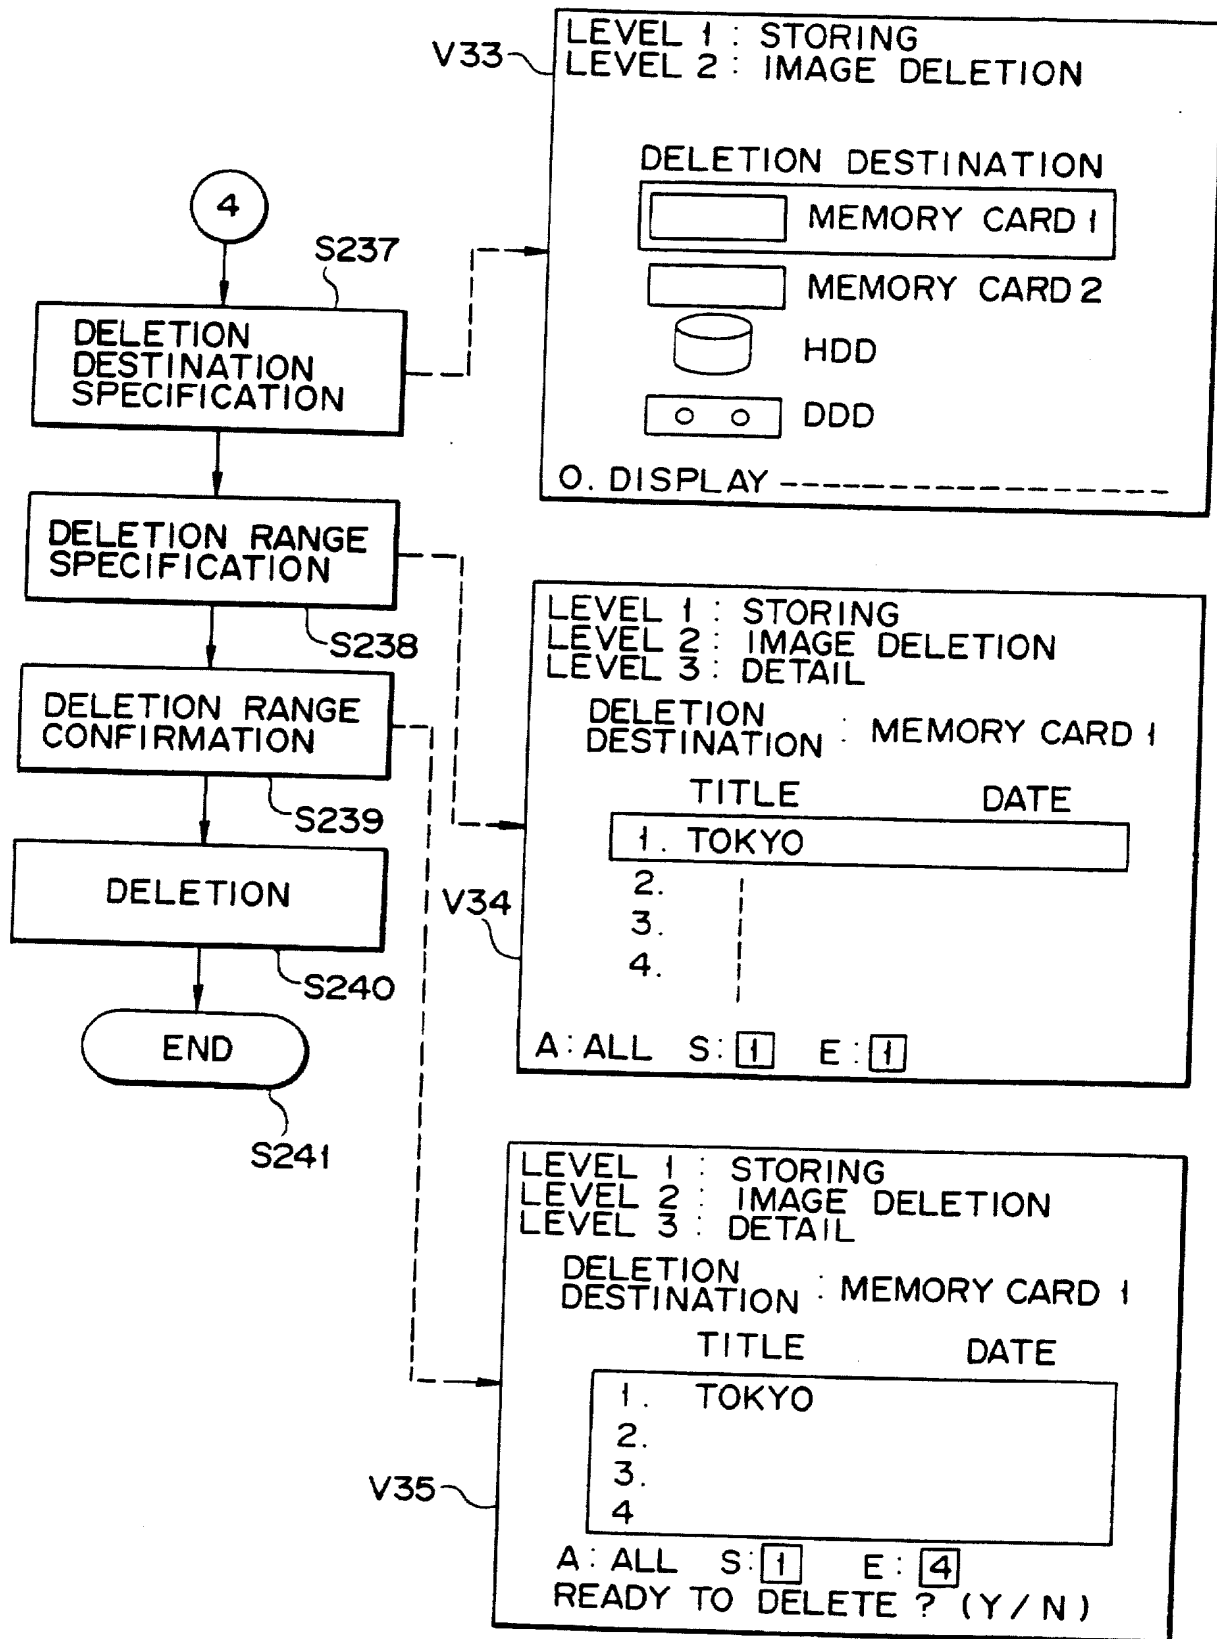 4
S237
DELETION
DESTINATION
SPECIFICATION
DELETION RANGE
SPECIFICATION
S238
DELETION RANGE
CONFIRMATION
S239
DELETION
S240
END
S241
V33
LEVEL 1 : STORING
LEVEL 2 : IMAGE DELETION
DELETION DESTINATION
MEMORY CARD 1
MEMORY CARD 2
HDD
DDD
O. DISPLAY
V34
LEVEL 1 : STORING
LEVEL 2 : IMAGE DELETION
LEVEL 3 : DETAIL
DELETION
DESTINATION : MEMORY CARD 1
TITLE DATE
1. TOKYO
2.
3.
4.
A : ALL S : 1 E : 1
V35
LEVEL 1 : STORING
LEVEL 2 : IMAGE DELETION
LEVEL 3 : DETAIL
DELETION
DESTINATION : MEMORY CARD 1
TITLE DATE
1. TOKYO
2.
3.
4
A : ALL S : 1 E : 4
READY TO DELETE ? (Y/N)